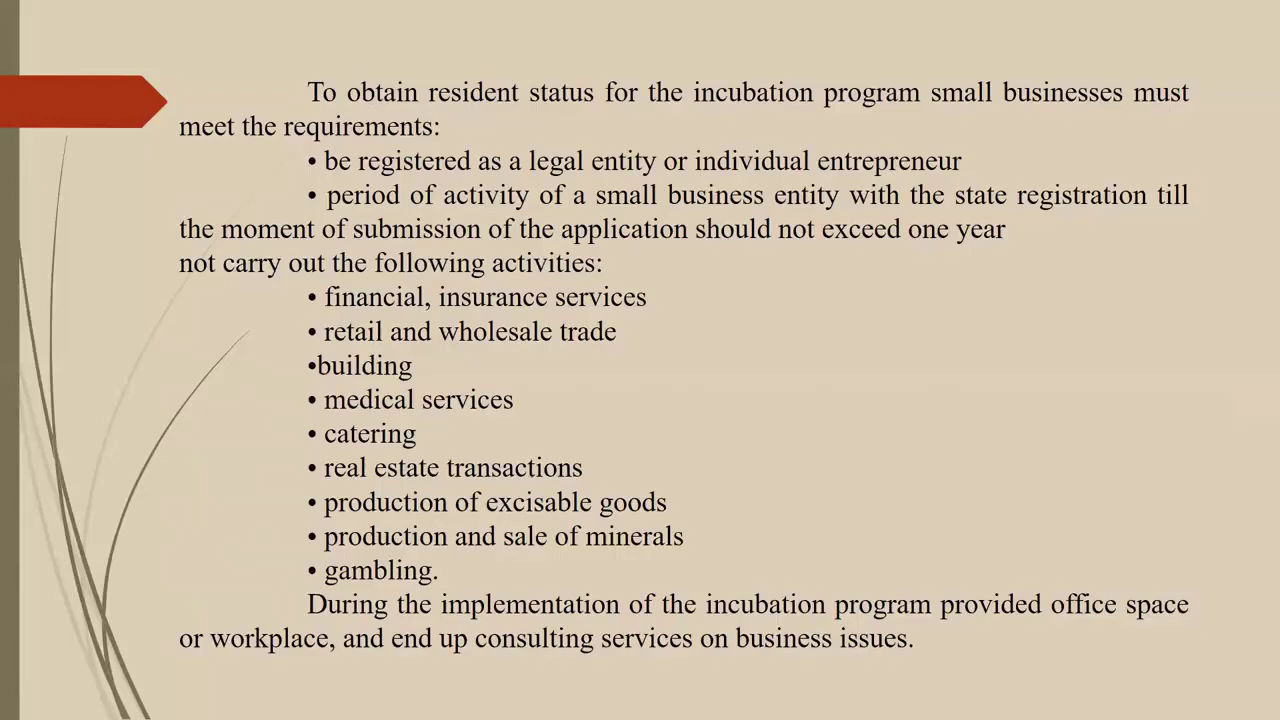 To obtain resident status for the incubation program small businesses must
meet the requirements:
• be registered as a legal entity or individual entrepreneur
• period of activity of a small business entity with the state registration till
the moment of submission of the application should not exceed one year
not carry out the following activities:
• financial, insurance services
• retail and wholesale trade
•building
• medical services
• catering
• real estate transactions
• production of excisable goods
• production and sale of minerals
• gambling.
During the implementation of the incubation program provided office space
or workplace, and end up consulting services on business issues.